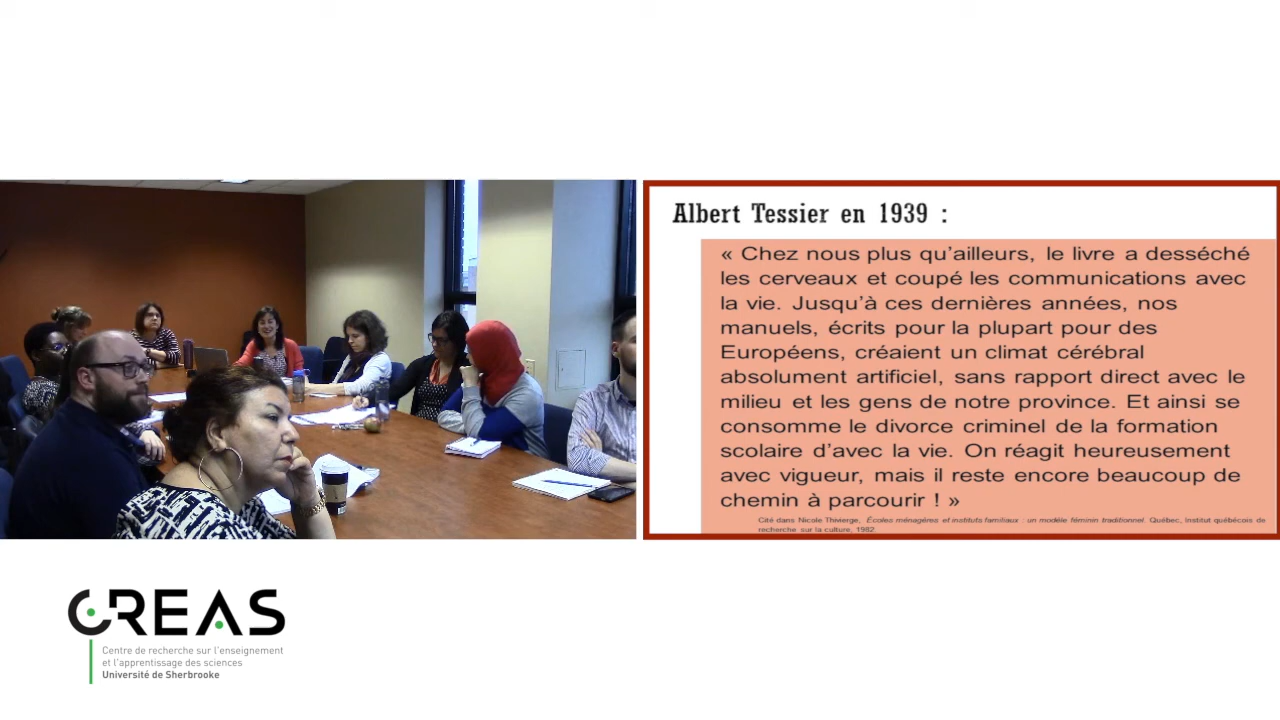 Albert Tessier en 1939 :
« Chez nous plus qu'ailleurs, le livre a desséché
les cerveaux et coupé les communications avec
la vie. Jusqu'à ces dernières années, nos
manuels, écrits pour la plupart pour des
Européens, créaient un climat cérébral
absolument artificiel, sans rapport direct avec le
milieu et les gens de notre province. Et ainsi se
consomme le divorce criminel de la formation
scolaire d'avec la vie. On réagit heureusement
avec vigueur, mais il reste encore beaucoup de
chemin à parcourir ! »
Cité dans Nicole Thivierge, Écoles ménagères et instituts familiaux : un modèle féminin traditionnel. Québec, Institut québécois de
recherche sur la culture, 1982.
CREAS
Centre de recherche sur l'enseignement
et l'apprentissage des sciences
Université de Sherbrooke